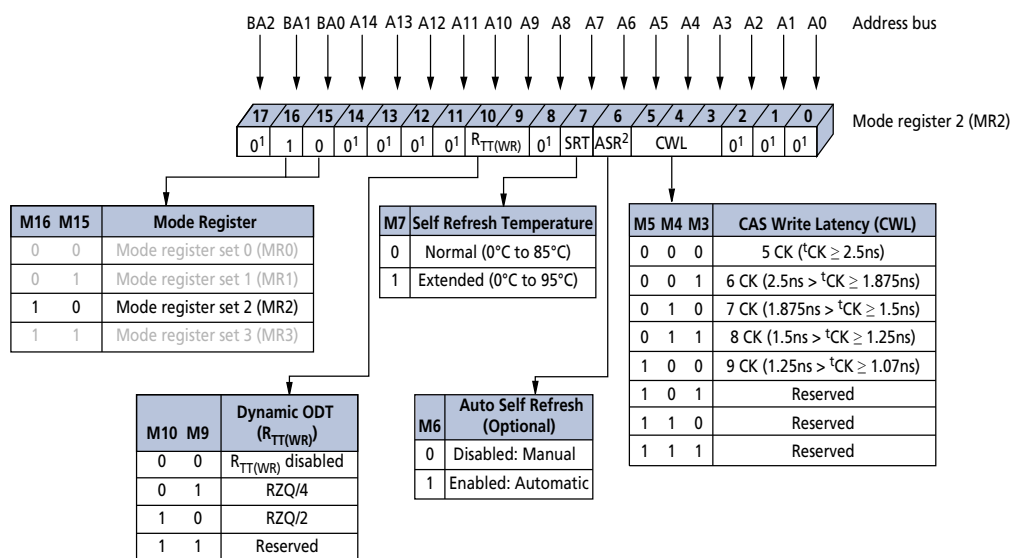 BA2 BA1 BA0 A14 A13 A12 A11 A10 A9 A8 A7 A6 A5 A4 A3 A2 A1 A0 Address bus
17 16 15 14 13 12 11 10 9 8 7 6 5 4 3 2 1 0
Mode register 2 (MR2)
0¹ 1 0 0¹ 0¹ 0¹ 0¹ RTT(WR) 0¹ SRT ASR² CWL 0¹ 0¹ 0¹
M16 M15 Mode Register
0 0 Mode register set 0 (MR0)
0 1 Mode register set 1 (MR1)
1 0 Mode register set 2 (MR2)
1 1 Mode register set 3 (MR3)
M7 Self Refresh Temperature
0 Normal (0°C to 85°C)
1 Extended (0°C to 95°C)
M5 M4 M3 CAS Write Latency (CWL)
0 0 0 5 CK (ᵗCK ≥ 2.5ns)
0 0 1 6 CK (2.5ns > ᵗCK ≥ 1.875ns)
0 1 0 7 CK (1.875ns > ᵗCK ≥ 1.5ns)
0 1 1 8 CK (1.5ns > ᵗCK ≥ 1.25ns)
1 0 0 9 CK (1.25ns > ᵗCK ≥ 1.07ns)
1 0 1 Reserved
1 1 0 Reserved
1 1 1 Reserved
M10 M9 Dynamic ODT
(RTT(WR))
0 0 RTT(WR) disabled
0 1 RZQ/4
1 0 RZQ/2
1 1 Reserved
M6 Auto Self Refresh
(Optional)
0 Disabled: Manual
1 Enabled: Automatic